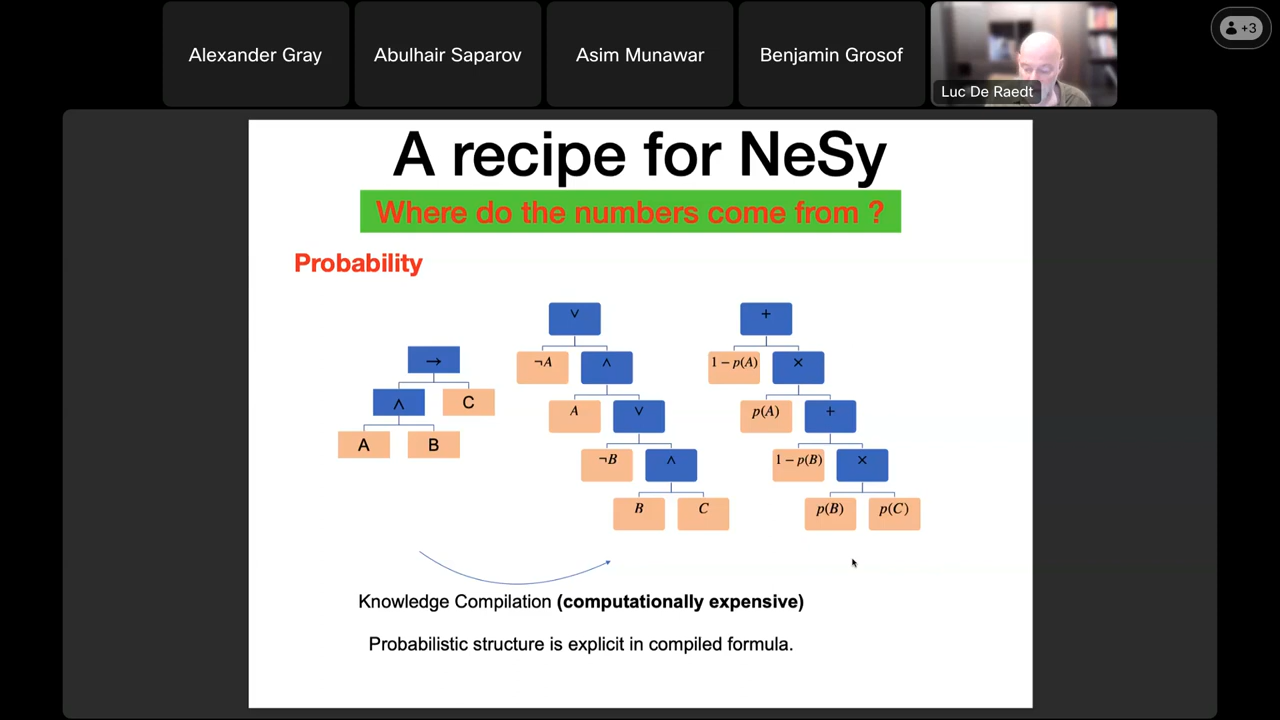 Alexander Gray
Abulhair Saparov
Asim Munawar
Benjamin Grosof
Luc De Raedt
+3
A recipe for NeSy
Where do the numbers come from ?
Probability
→
∧
C
A
B
∨
¬A
∧
A
∨
¬B
∧
B
C
+
1 − p(A)
×
p(A)
+
1 − p(B)
×
p(B)
p(C)
Knowledge Compilation (computationally expensive)
Probabilistic structure is explicit in compiled formula.